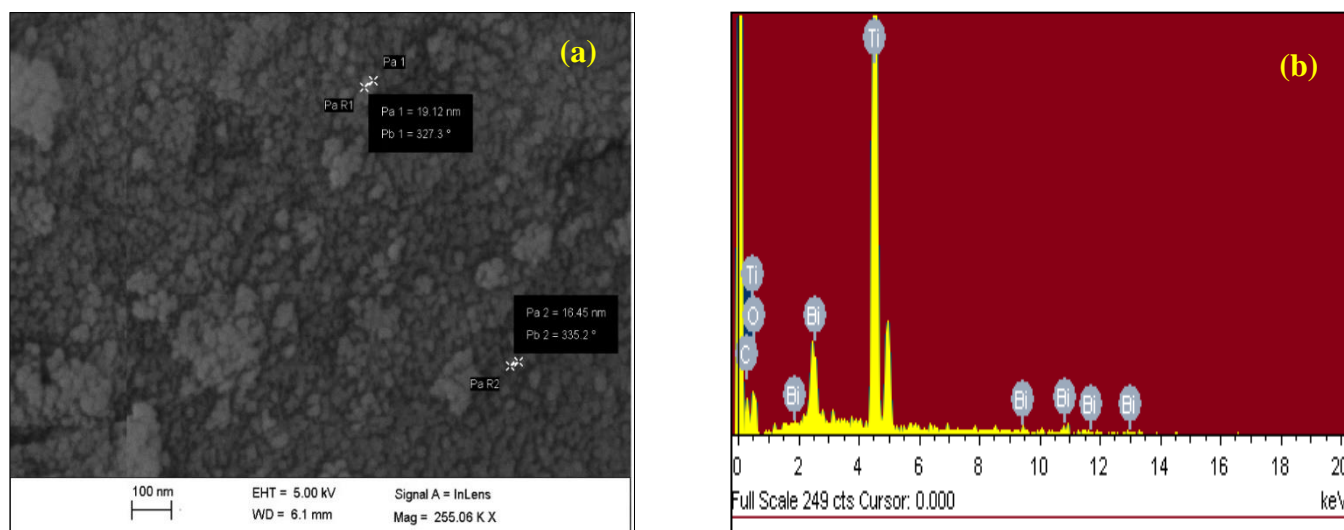 (a)
Pa 1
Pa R1
Pa 1 = 19.12 nm
Pb 1 = 327.3 °
Pa 2 = 16.45 nm
Pb 2 = 335.2 °
Pa R2
100 nm
EHT = 5.00 kV
Signal A = InLens
WD = 6.1 mm
Mag = 255.06 K X
(b)
Ti
Ti
O
Bi
C
Bi
Bi
Bi
Bi
Bi
0 2 4 6 8 10 12 14 16 18 20
Full Scale 249 cts Cursor: 0.000
keV